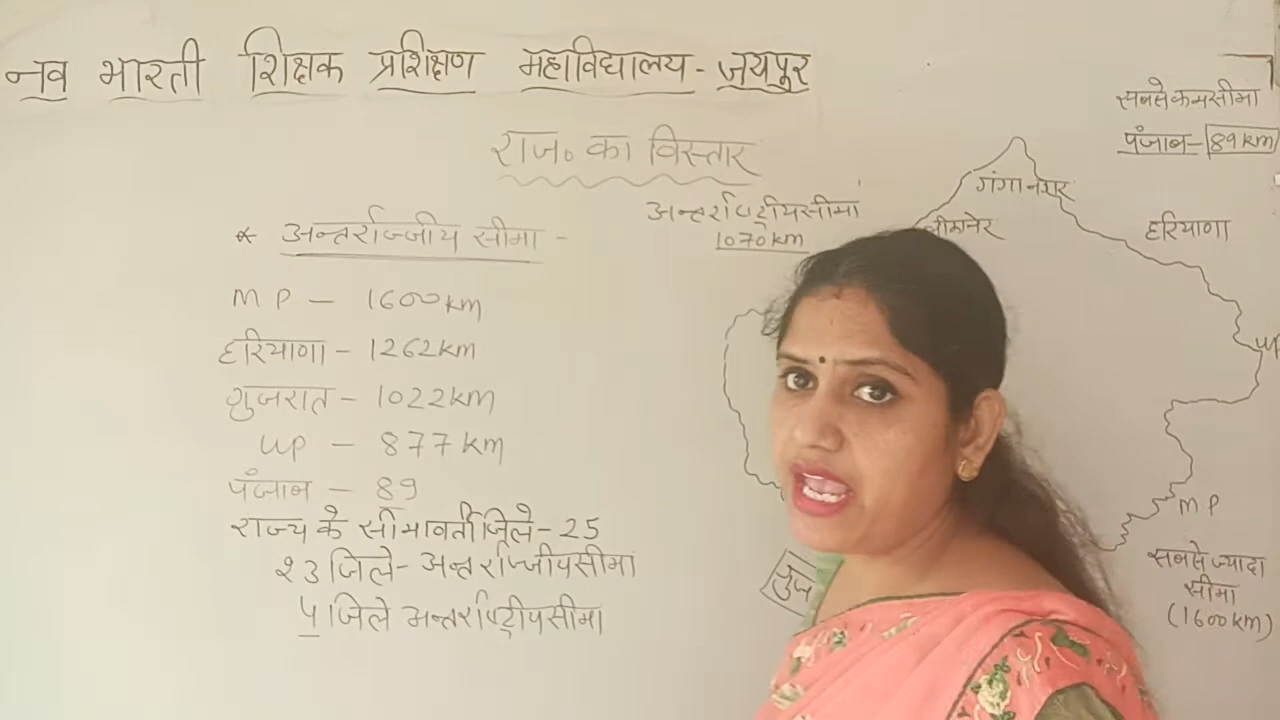 नव भारती शिक्षक प्रशिक्षण महाविद्यालय - जयपुर
राज० का विस्तार
* अन्तर्राज्जीय सीमा -
MP - 1600 km
हरियाणा - 1262 km
गुजरात - 1022 km
UP - 877 km
पंजाब - 89
राज्य के सीमावर्ती जिले - 25
23 जिले - अन्तर्राज्जीय सीमा
५ जिले अन्तर्राष्ट्रीय सीमा
अन्तर्राष्ट्रीय सीमा
1070 km
सबसे कम सीमा
पंजाब - 89 km
गंगानगर
बीकानेर
हरियाणा
UP
MP
सबसे ज्यादा
सीमा
(1600 km)